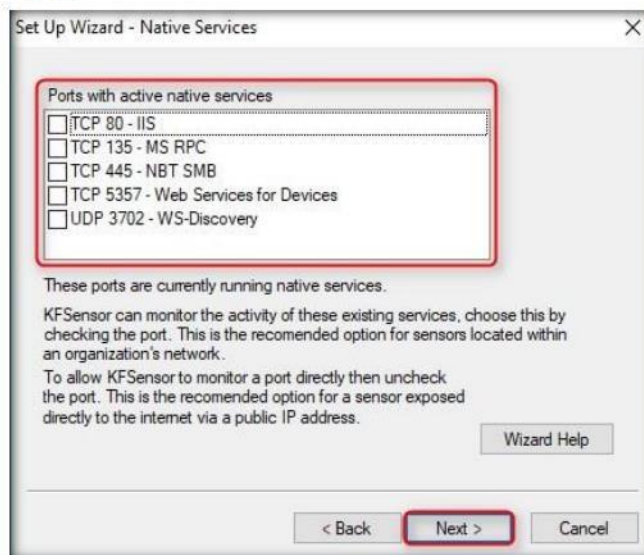 Set Up Wizard - Native Services
Ports with active native services
TCP 80 - IIS
TCP 135 - MS RPC
TCP 445 - NBT SMB
TCP 5357 - Web Services for Devices
UDP 3702 - WS-Discovery
These ports are currently running native services.
KFSensor can monitor the activity of these existing services, choose this by
checking the port. This is the recomended option for sensors located within
an organization's network.
To allow KFSensor to monitor a port directly then uncheck
the port. This is the recomended option for a sensor exposed
directly to the internet via a public IP address.
Wizard Help
< Back Next > Cancel